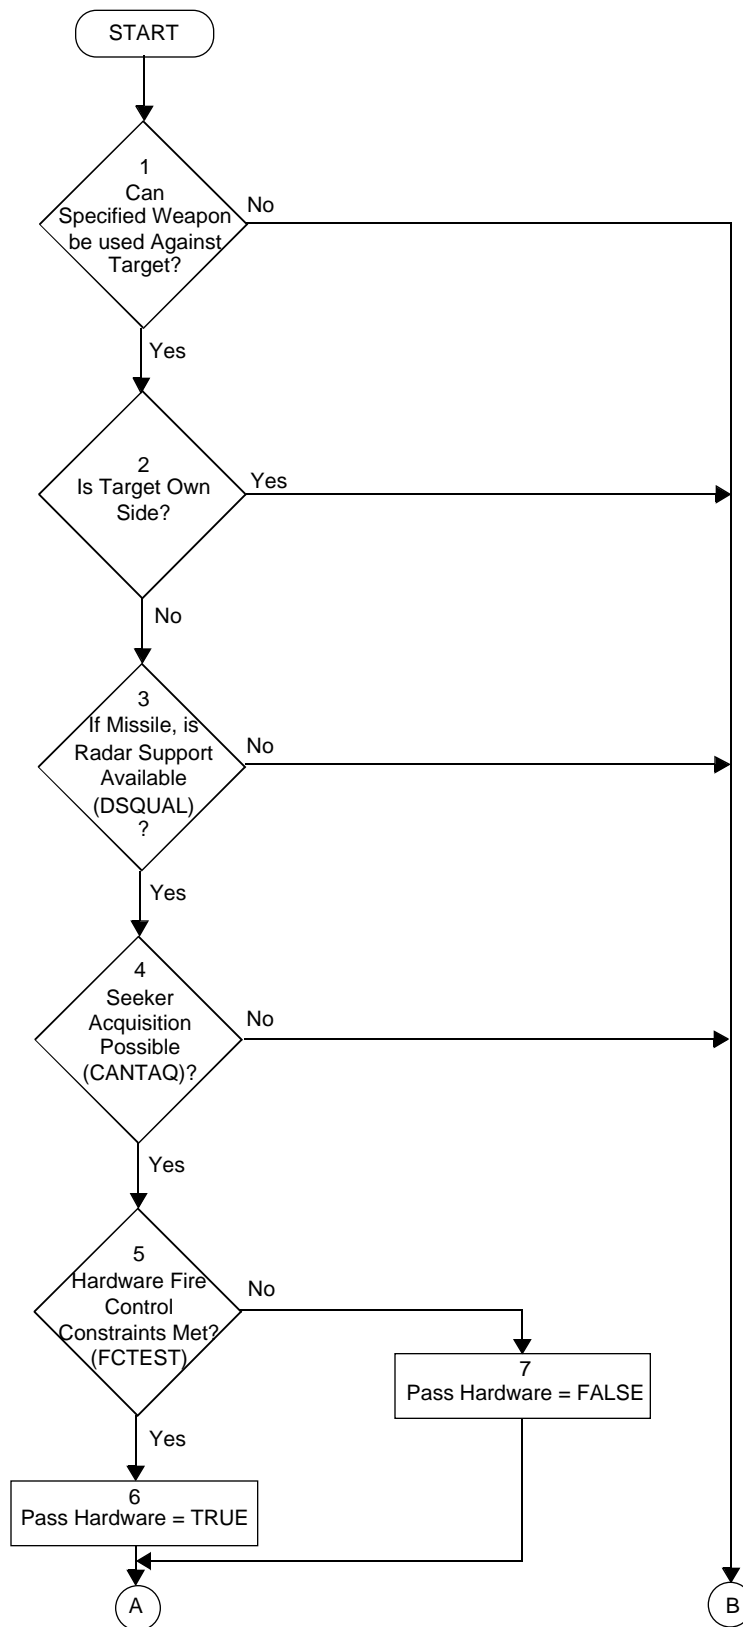 START
1
Can
Specified Weapon
be used Against
Target?
No
Yes
2
Is Target Own
Side?
Yes
No
3
If Missile, is
Radar Support
Available
(DSQUAL)
?
No
Yes
4
Seeker
Acquisition
Possible
(CANTAQ)?
No
Yes
5
Hardware Fire
Control
Constraints Met?
(FCTEST)
No
7
Pass Hardware = FALSE
Yes
6
Pass Hardware = TRUE
A
B